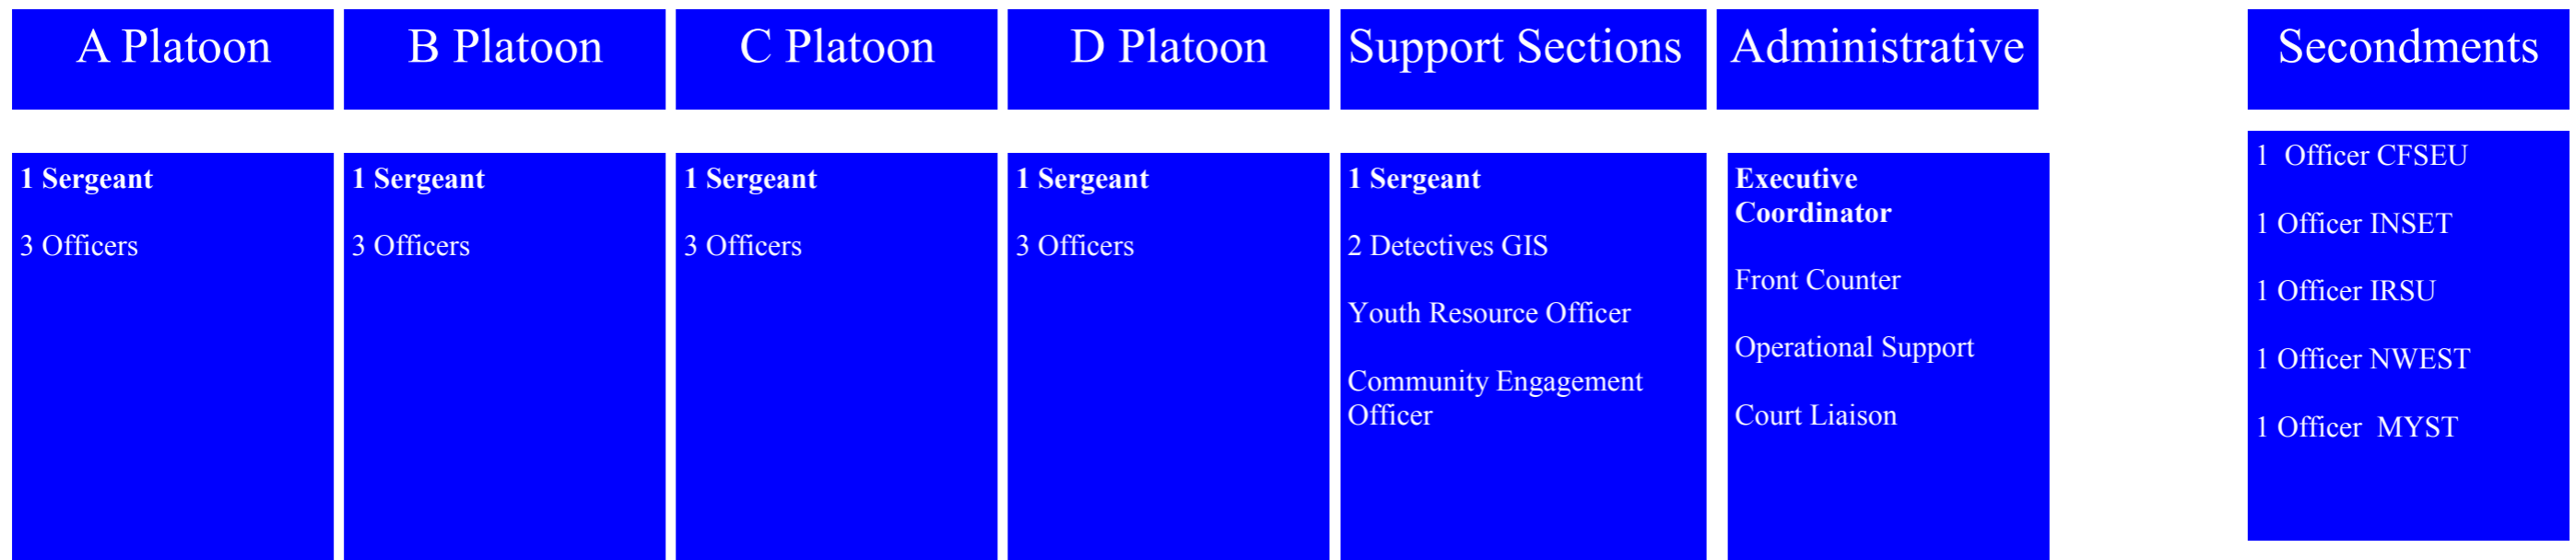 A Platoon
B Platoon
C Platoon
D Platoon
Support Sections
Administrative
Secondments
1 Sergeant
3 Officers
1 Sergeant
3 Officers
1 Sergeant
3 Officers
1 Sergeant
3 Officers
1 Sergeant
2 Detectives GIS
Youth Resource Officer
Community Engagement
Officer
Executive
Coordinator
Front Counter
Operational Support
Court Liaison
1 Officer CFSEU
1 Officer INSET
1 Officer IRSU
1 Officer NWEST
1 Officer MYST